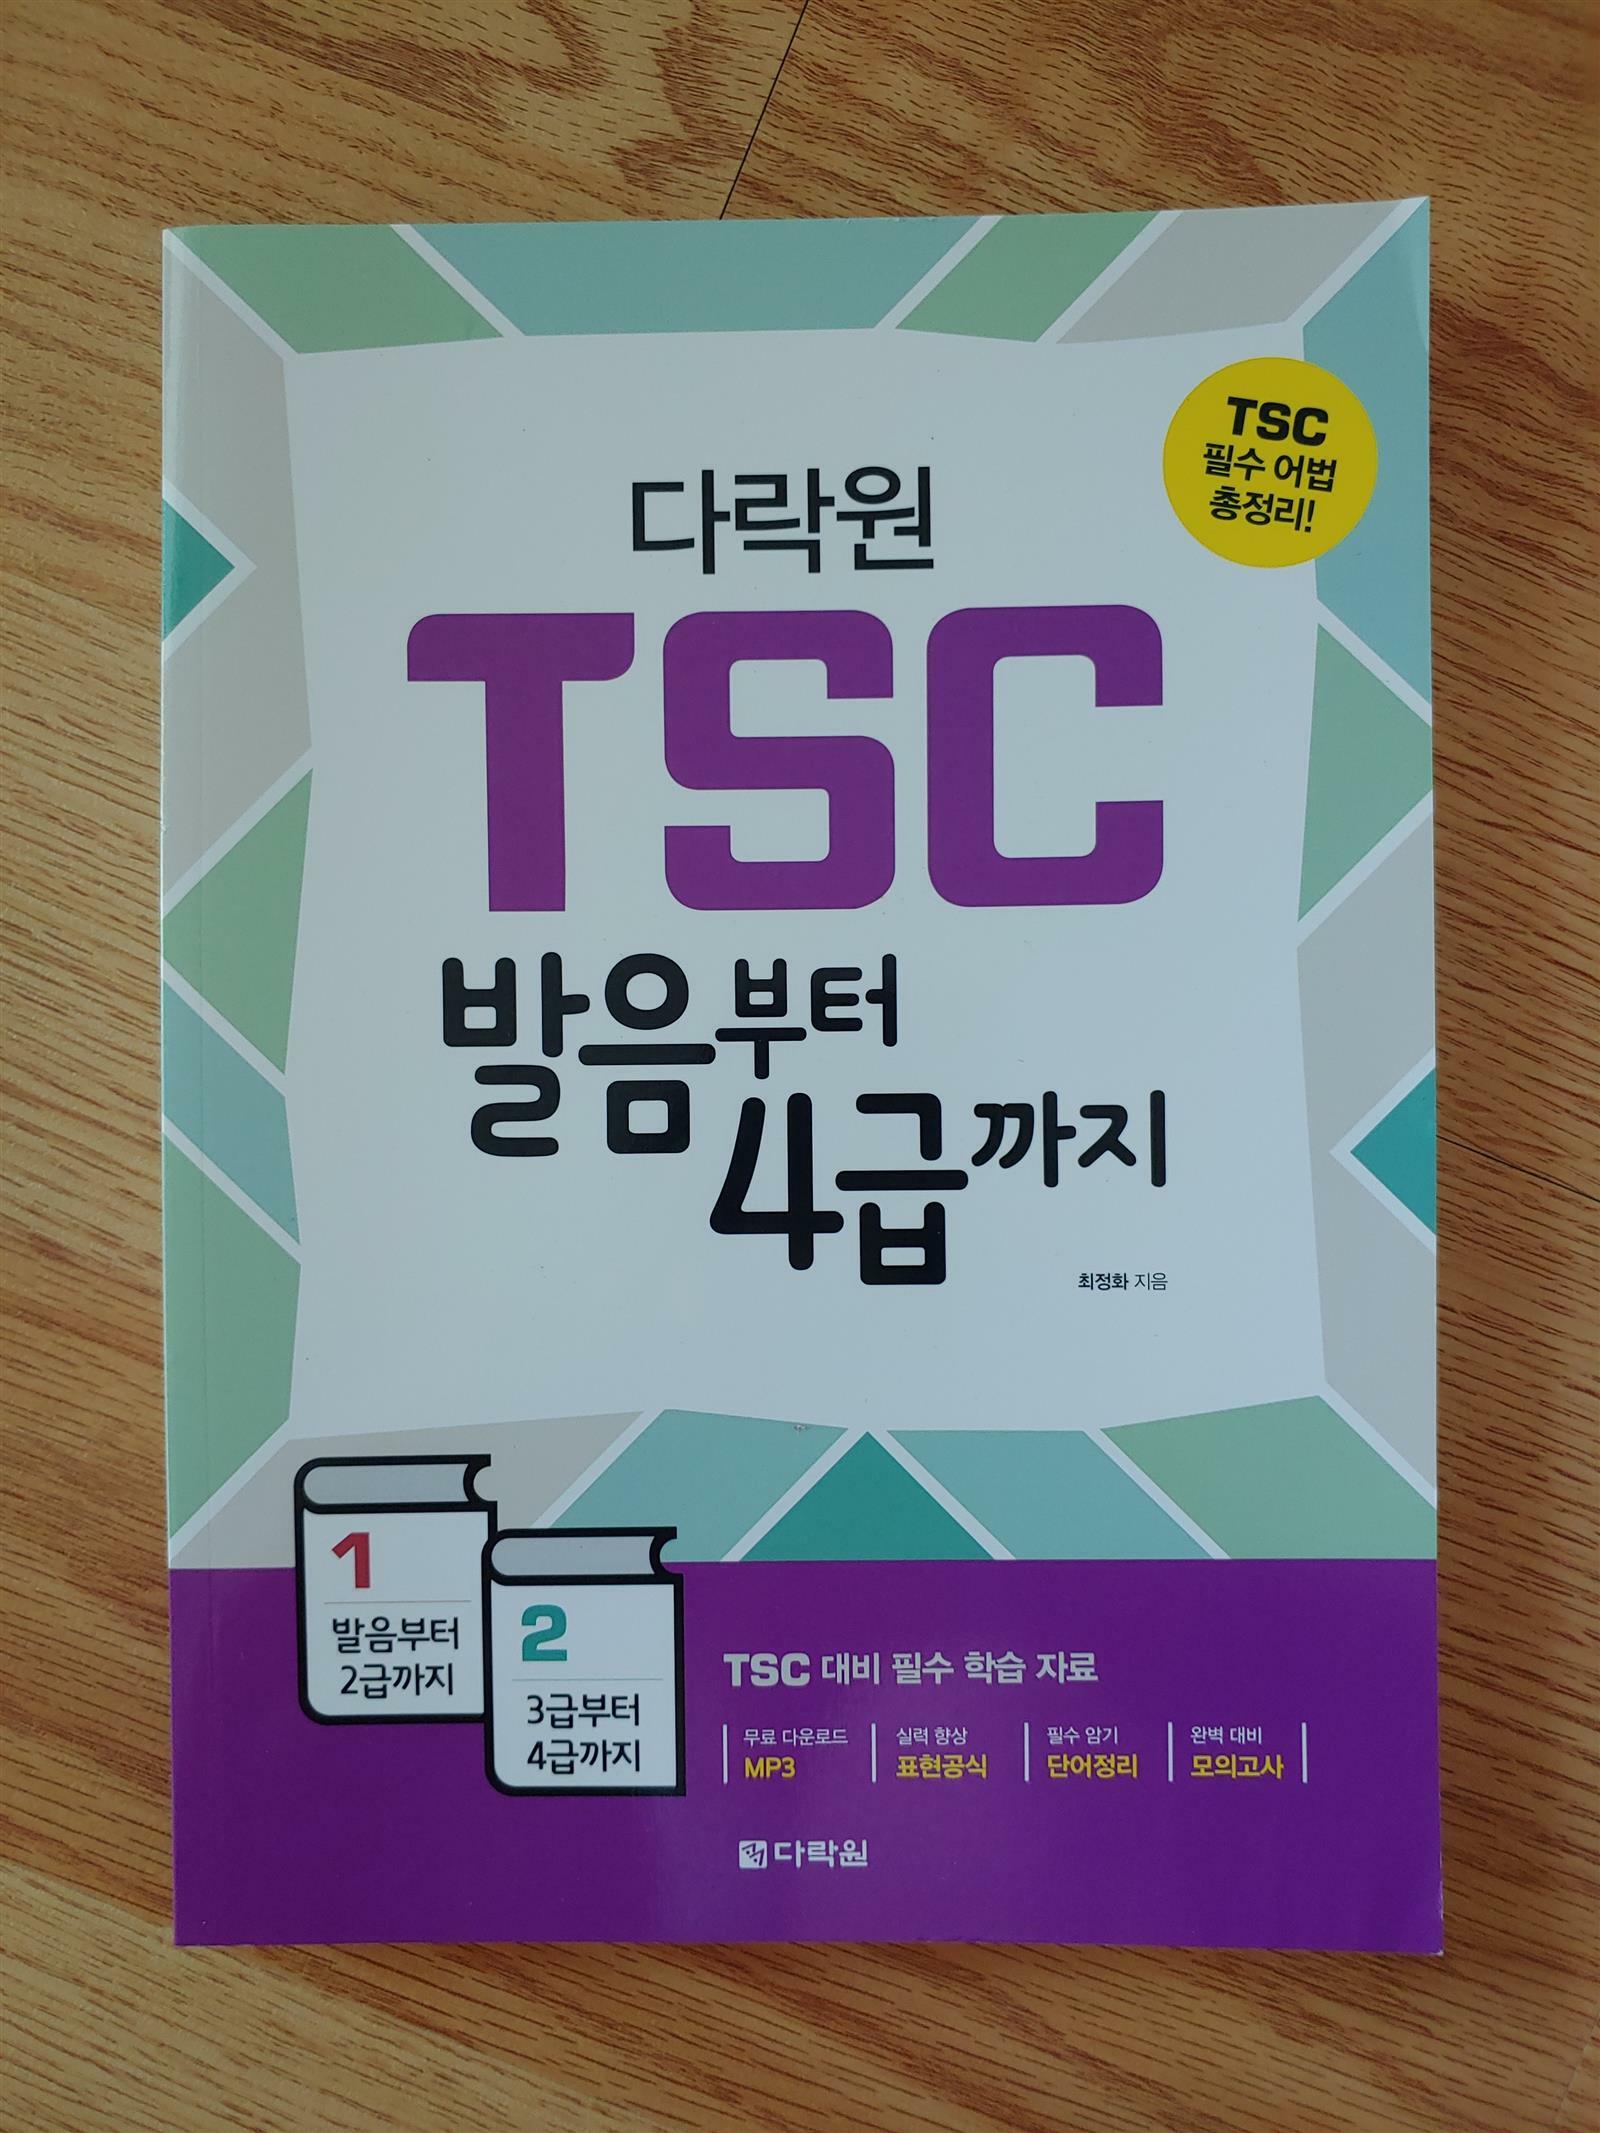 TSC
필수 어법
총정리!
다락원
TSC
발음부터
4급까지
최정화 지음
1
발음부터
2급까지
2
3급부터
4급까지
TSC 대비 필수 학습 자료
무료 다운로드
MP3
실력 향상
표현공식
필수 암기
단어정리
완벽 대비
모의고사
다락원